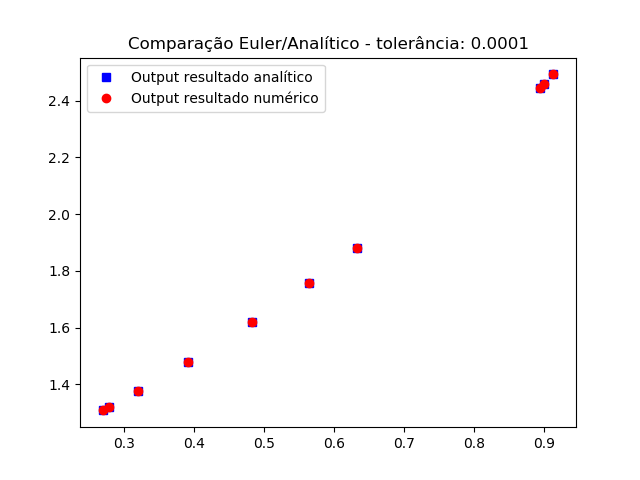 Comparação Euler/Analítico - tolerância: 0.0001
Output resultado analítico
Output resultado numérico
2.4
2.2
2.0
1.8
1.6
1.4
0.3 0.4 0.5 0.6 0.7 0.8 0.9